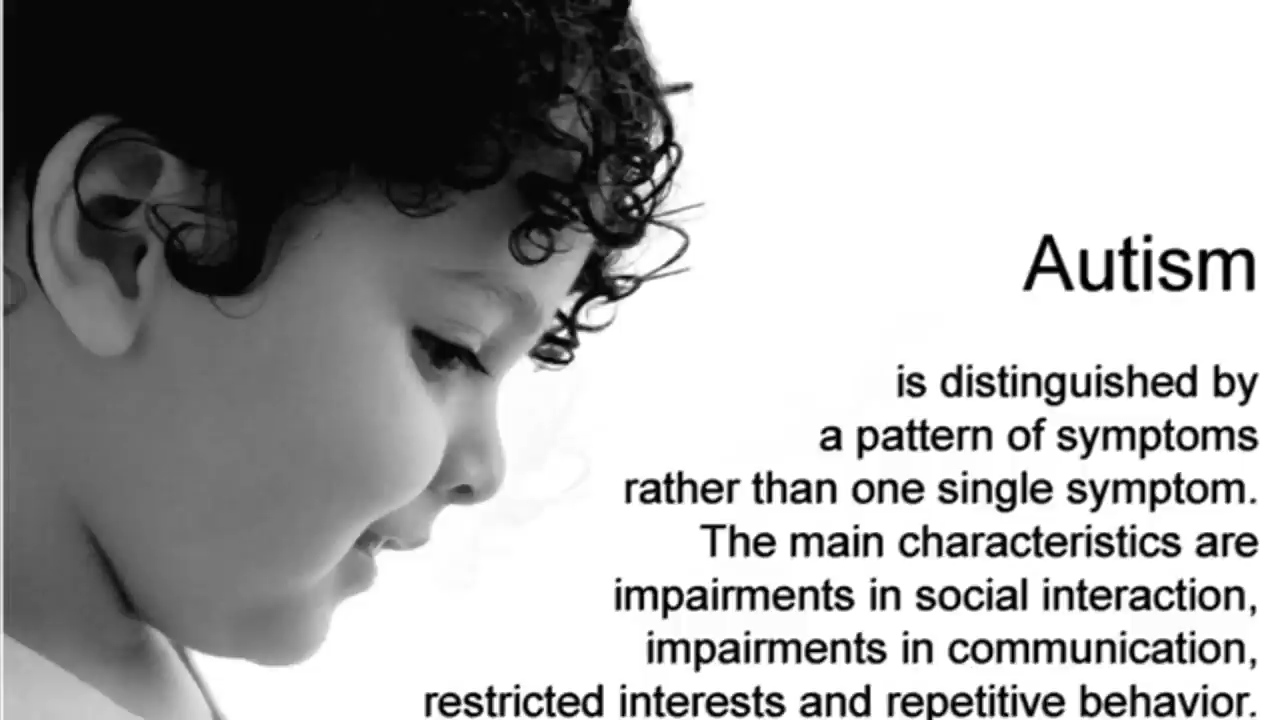 Autism
is distinguished by
a pattern of symptoms
rather than one single symptom.
The main characteristics are
impairments in social interaction,
impairments in communication,
restricted interests and repetitive behavior.